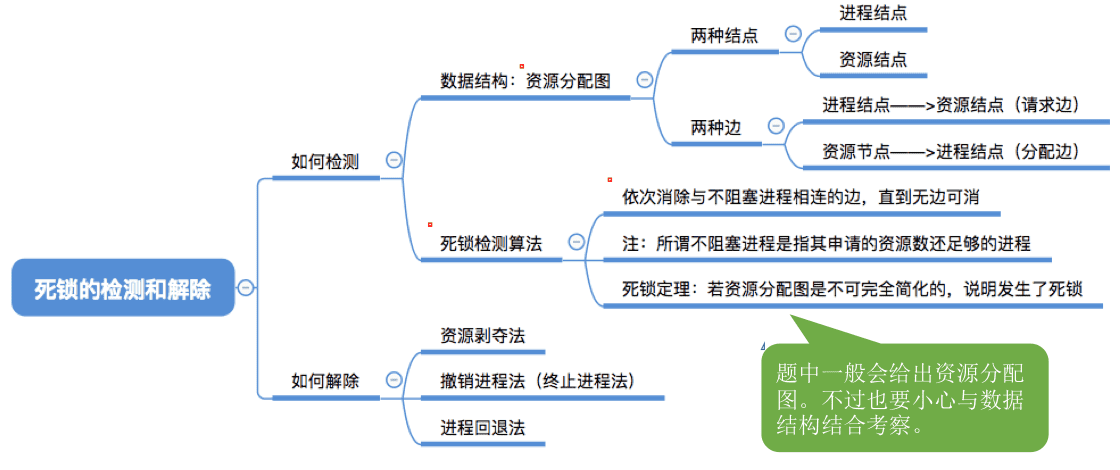 死锁的检测和解除
如何检测
数据结构：资源分配图
两种结点
进程结点
资源结点
两种边
进程结点——>资源结点（请求边）
资源节点——>进程结点（分配边）
死锁检测算法
依次消除与不阻塞进程相连的边，直到无边可消
注：所谓不阻塞进程是指其申请的资源数还足够的进程
死锁定理：若资源分配图是不可完全简化的，说明发生了死锁
题中一般会给出资源分配
图。不过也要小心与数据
结构结合考察。
如何解除
资源剥夺法
撤销进程法（终止进程法）
进程回退法